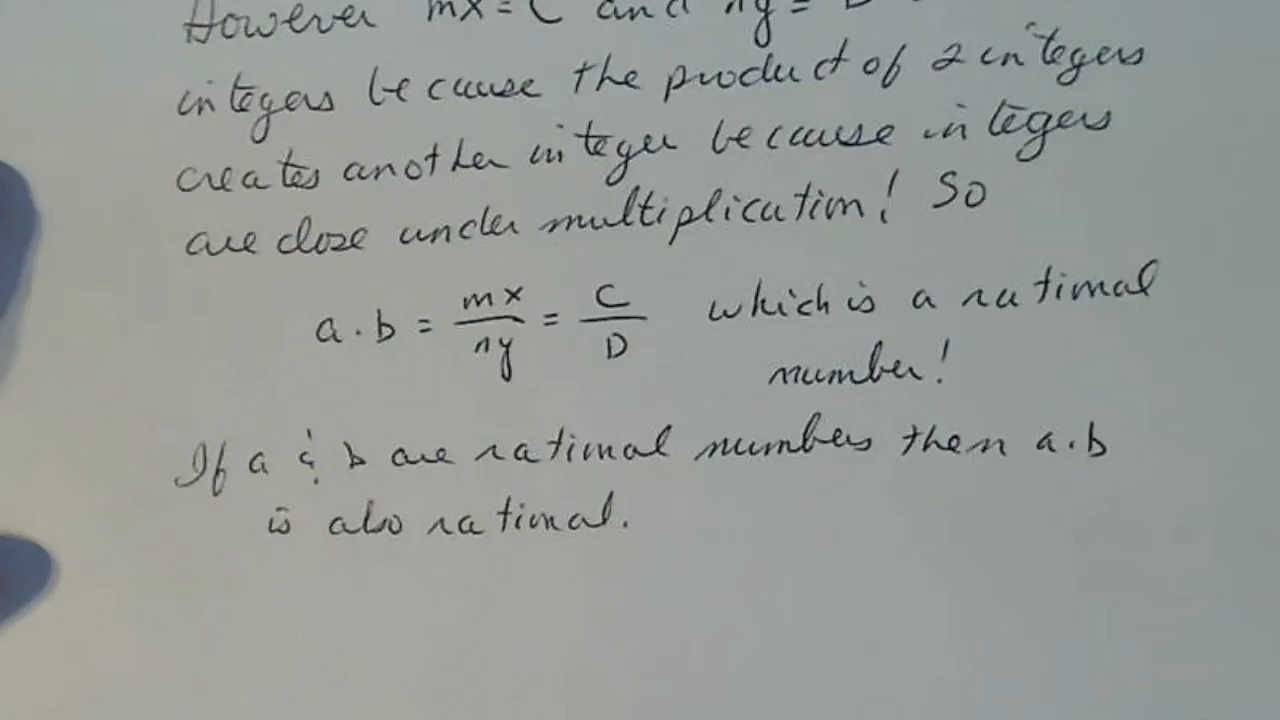 However mx = C and ny = D
integers because the product of 2 integers
creates another integer because integers
are close under multiplication! So
a . b = mx/ny = C/D which is a rational
number!
If a & b are rational numbers then a . b
is also rational.